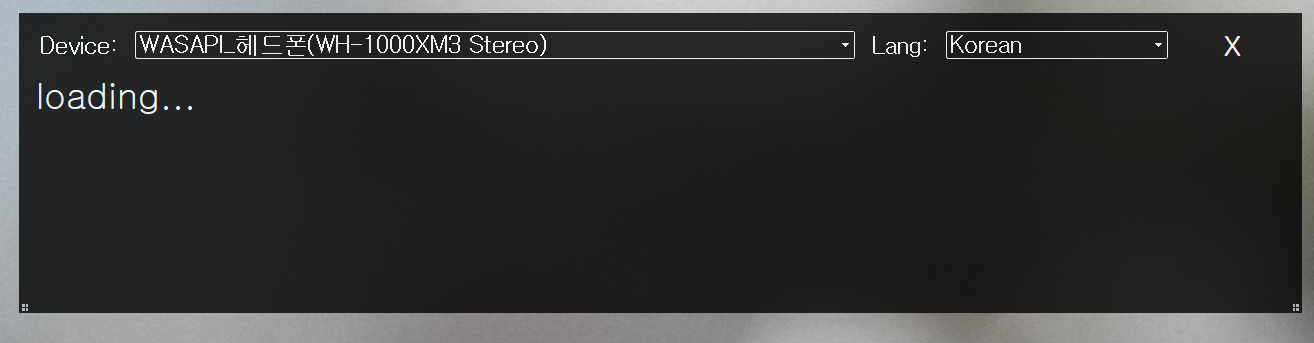 Device: WASAPI_헤드폰(WH-1000XM3 Stereo) Lang: Korean X
loading...